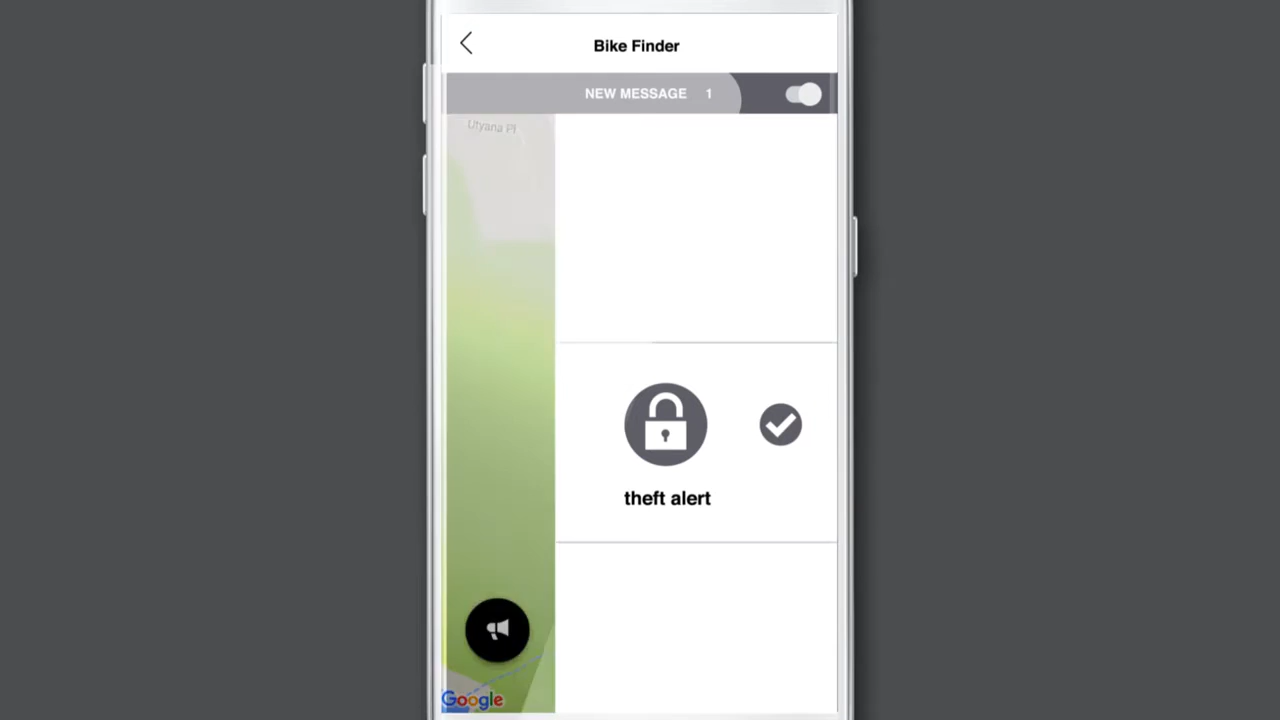 Bike Finder
NEW MESSAGE 1
Utyana Pl
theft alert
Google